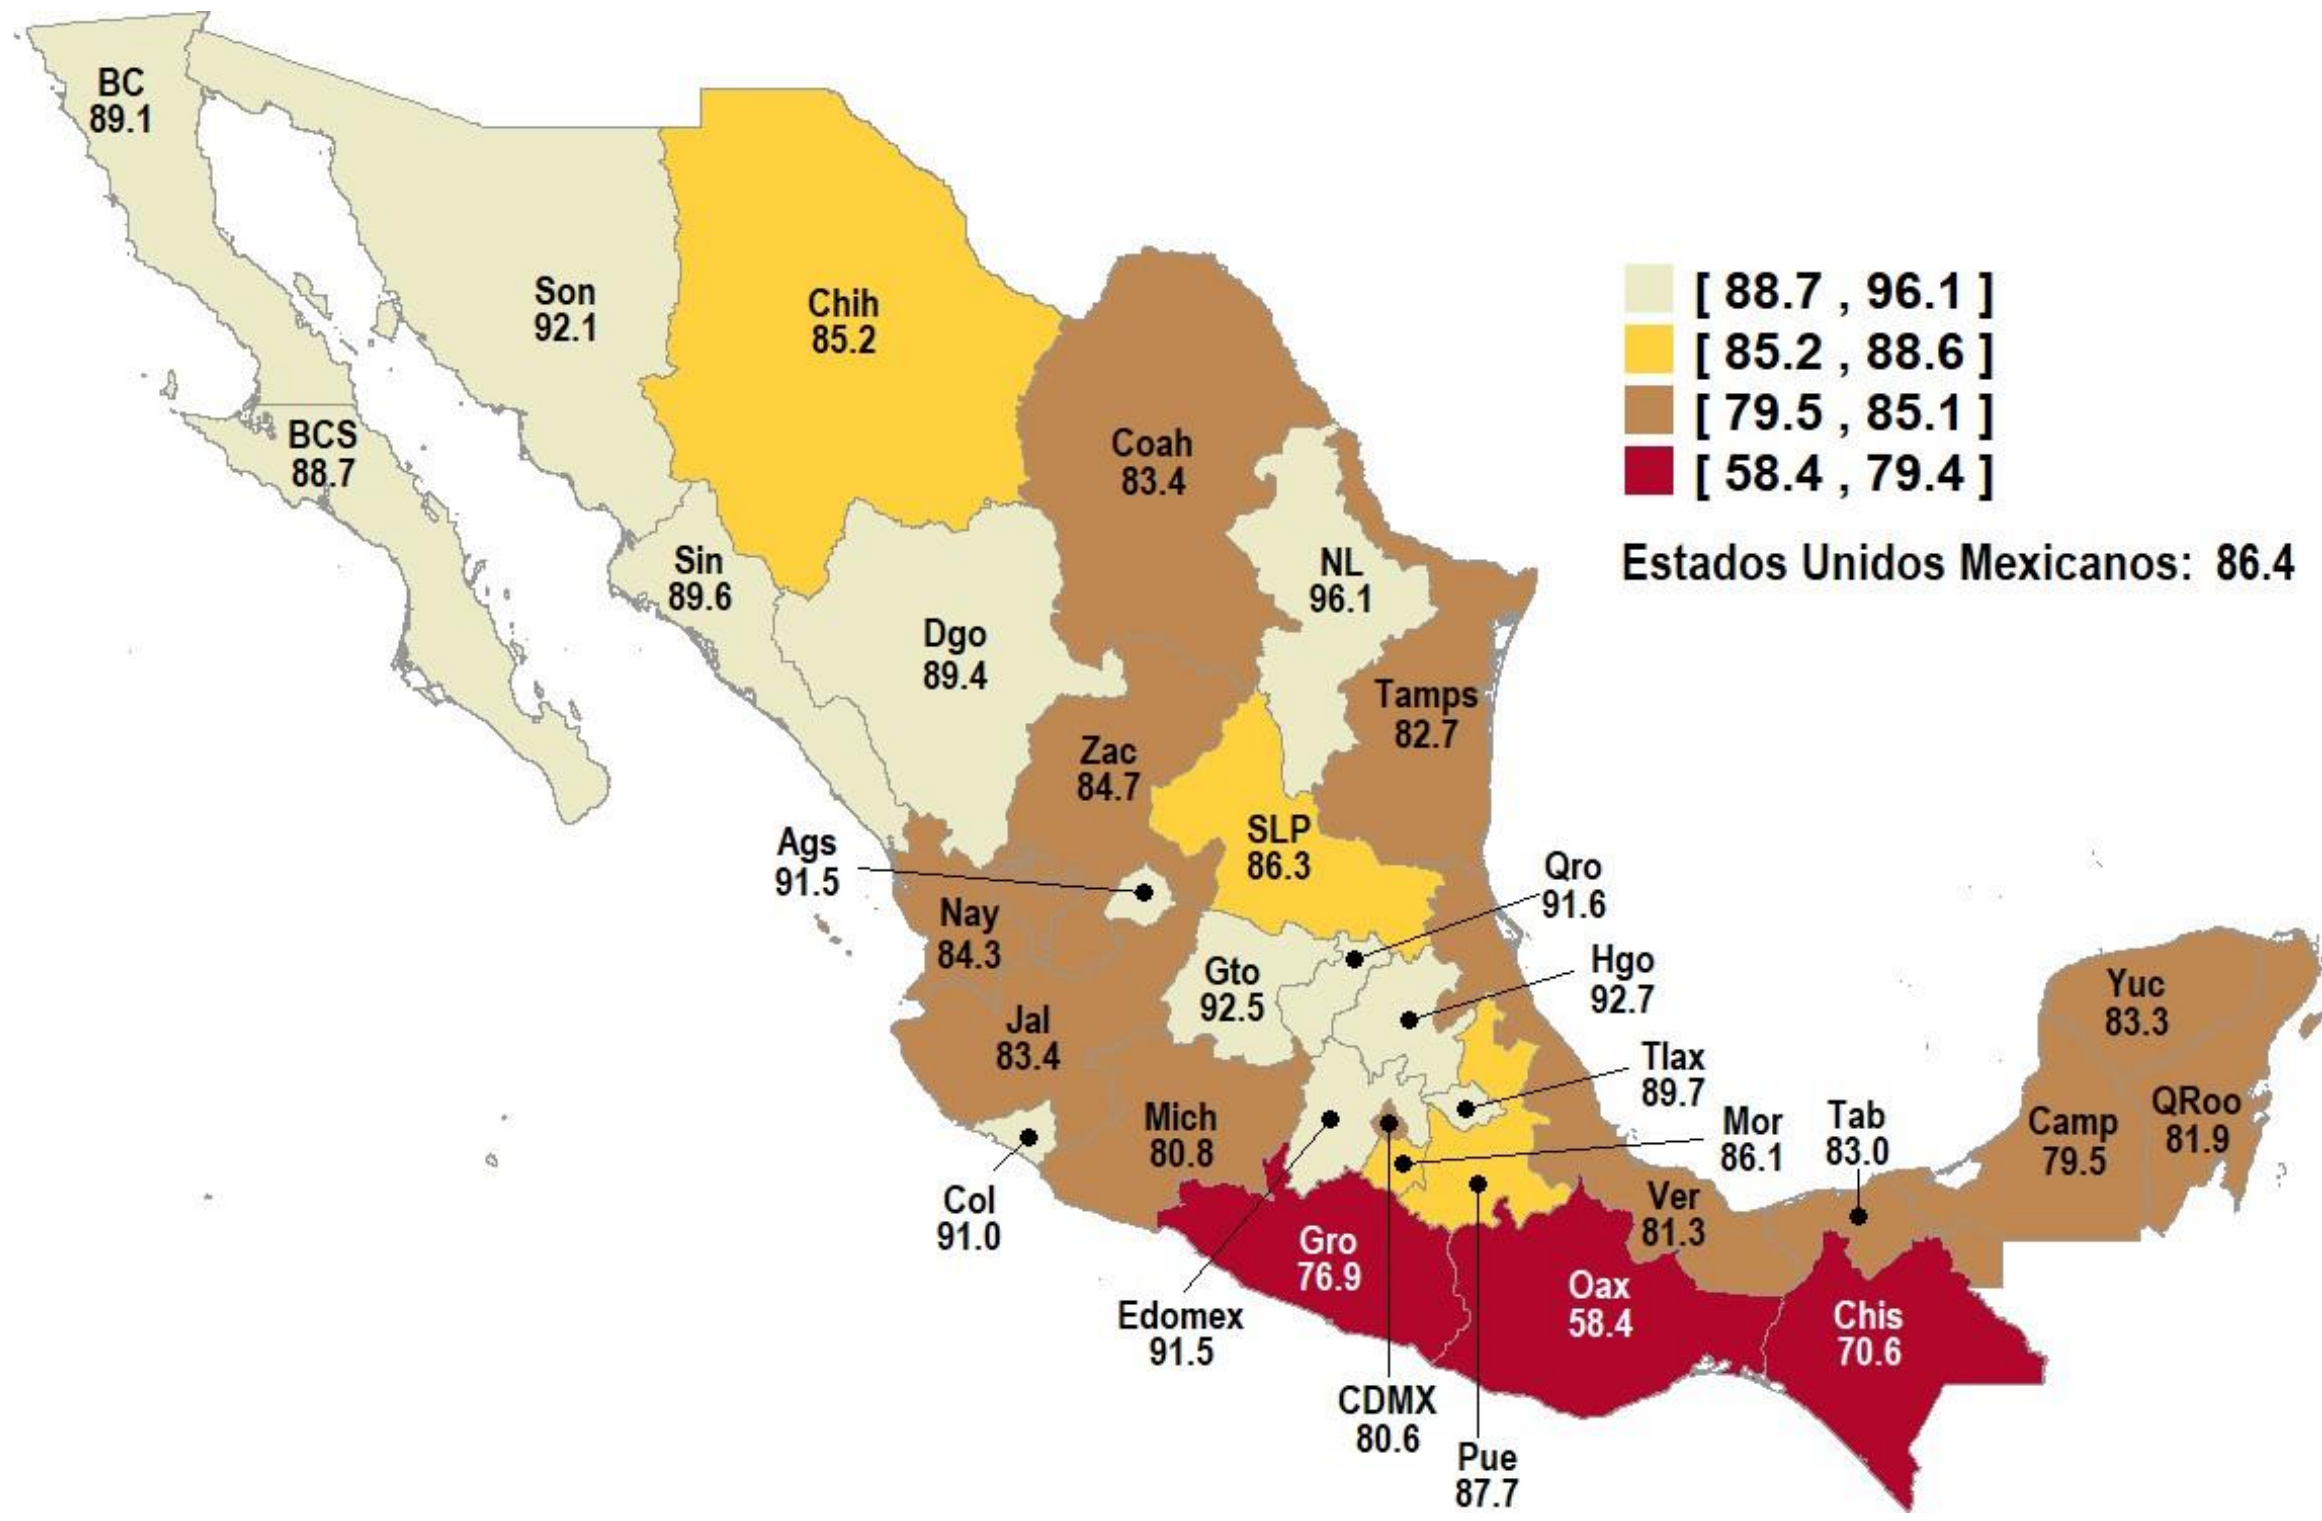 BC
89.1
Son
92.1
Chih
85.2
BCS
88.7
Coah
83.4
[ 88.7 , 96.1 ]
[ 85.2 , 88.6 ]
[ 79.5 , 85.1 ]
[ 58.4 , 79.4 ]
Estados Unidos Mexicanos: 86.4
Sin
89.6
NL
96.1
Dgo
89.4
Tamps
82.7
Zac
84.7
SLP
86.3
Ags
91.5
Qro
91.6
Nay
84.3
Gto
92.5
Hgo
92.7
Yuc
83.3
Jal
83.4
Tlax
89.7
Mich
80.8
Mor
86.1
Tab
83.0
Camp
79.5
QRoo
81.9
Col
91.0
Ver
81.3
Gro
76.9
Oax
58.4
Chis
70.6
Edomex
91.5
CDMX
80.6
Pue
87.7